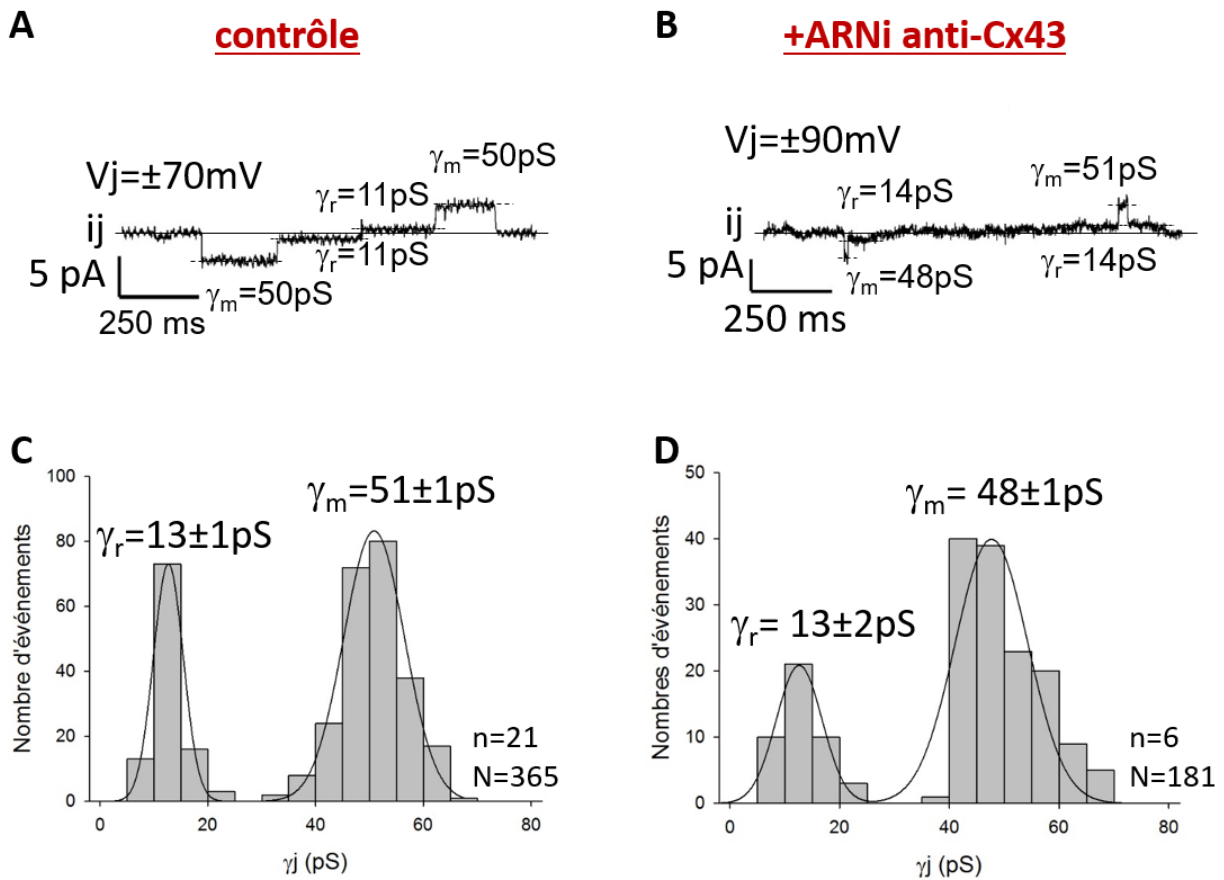 A
contrôle
B
+ARNi anti-Cx43
Vj=±70mV
γm=50pS
γr=11pS
ij
γr=11pS
5 pA
γm=50pS
250 ms
Vj=±90mV
γm=51pS
γr=14pS
ij
γr=14pS
5 pA
γm=48pS
250 ms
C
100
80
60
40
20
0
Nombre d'événements
γr=13±1pS
γm=51±1pS
n=21
N=365
0 20 40 60 80
γj (pS)
D
50
40
30
20
10
0
Nombres d'événements
γm= 48±1pS
γr= 13±2pS
n=6
N=181
0 20 40 60 80
γj (pS)